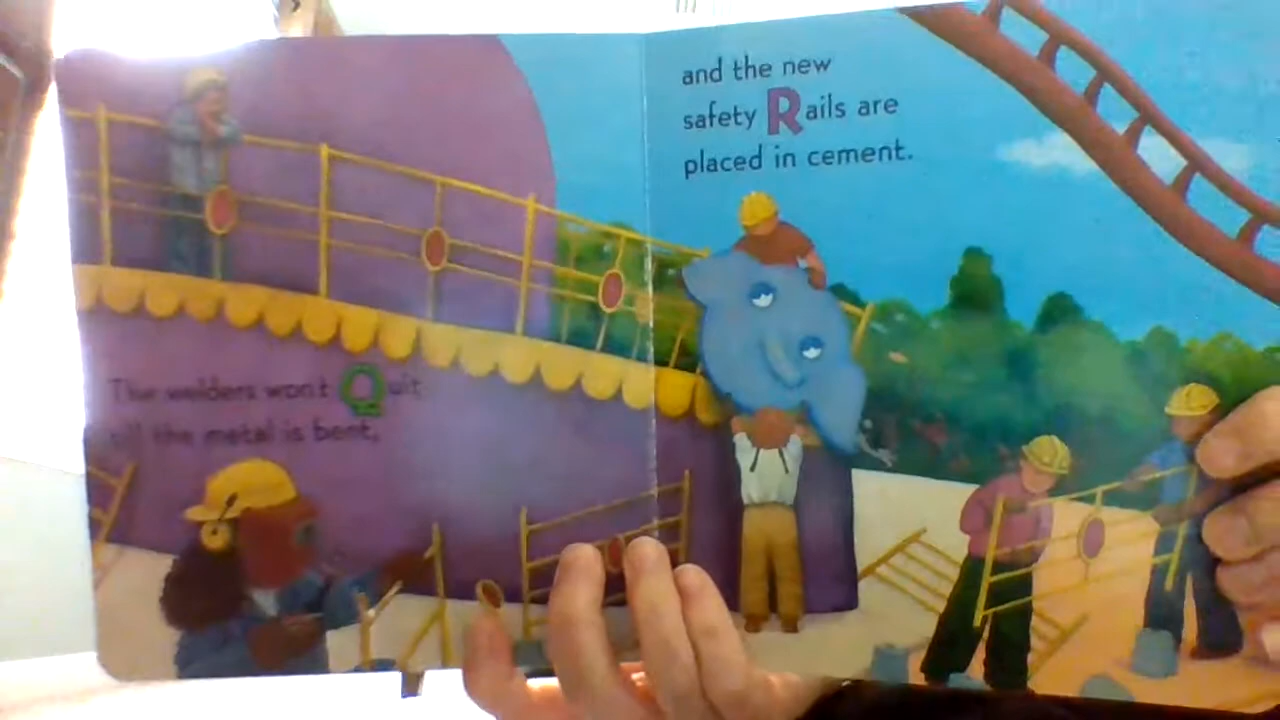 The welders won't Quit
till the metal is bent,
and the new
safety Rails are
placed in cement.